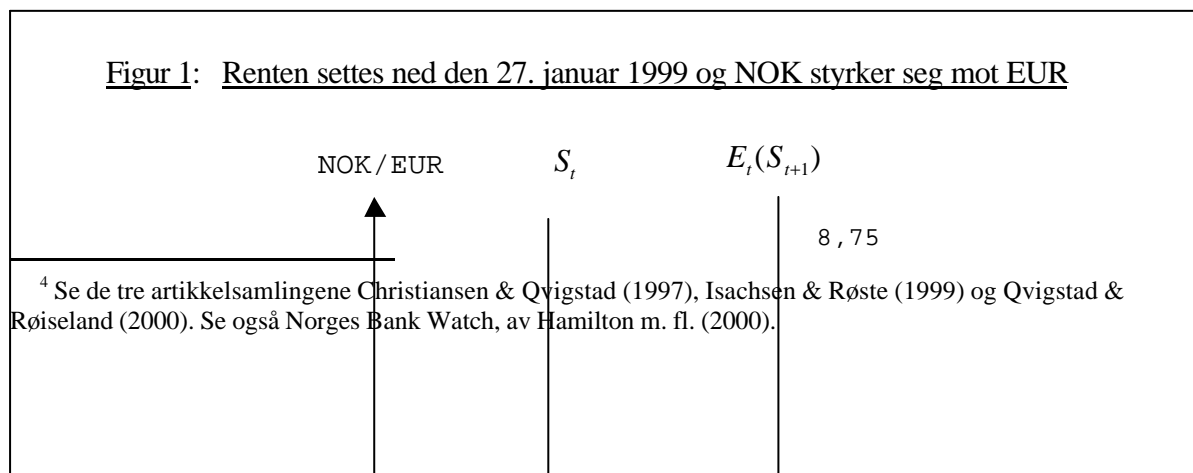 Figur 1: Renten settes ned den 27. januar 1999 og NOK styrker seg mot EUR
NOK/EUR S_t E_t(S_{t+1})
8,75
4 Se de tre artikkelsamlingene Christiansen & Qvigstad (1997), Isachsen & Røste (1999) og Qvigstad &
Røiseland (2000). Se også Norges Bank Watch, av Hamilton m. fl. (2000).